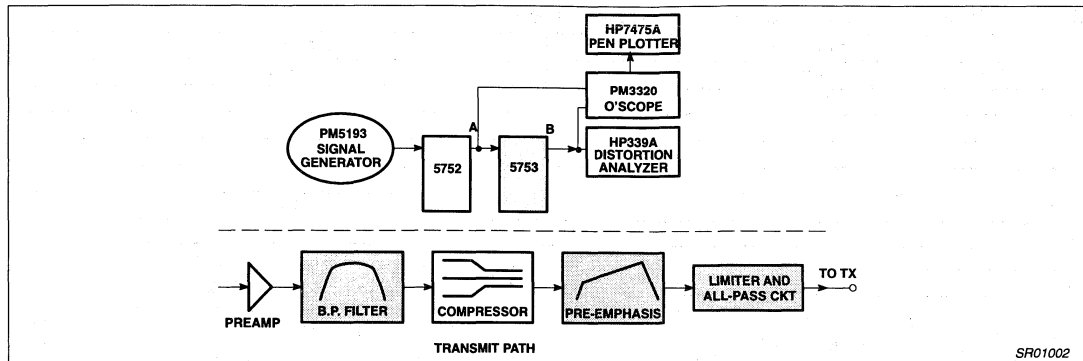 HP7475A
PEN PLOTTER
PM3320
O'SCOPE
PM5193
SIGNAL
GENERATOR
A
B
5752
5753
HP339A
DISTORTION
ANALYZER
PREAMP
B.P. FILTER
COMPRESSOR
PRE-EMPHASIS
LIMITER AND
ALL-PASS CKT
TO TX
TRANSMIT PATH
SR01002